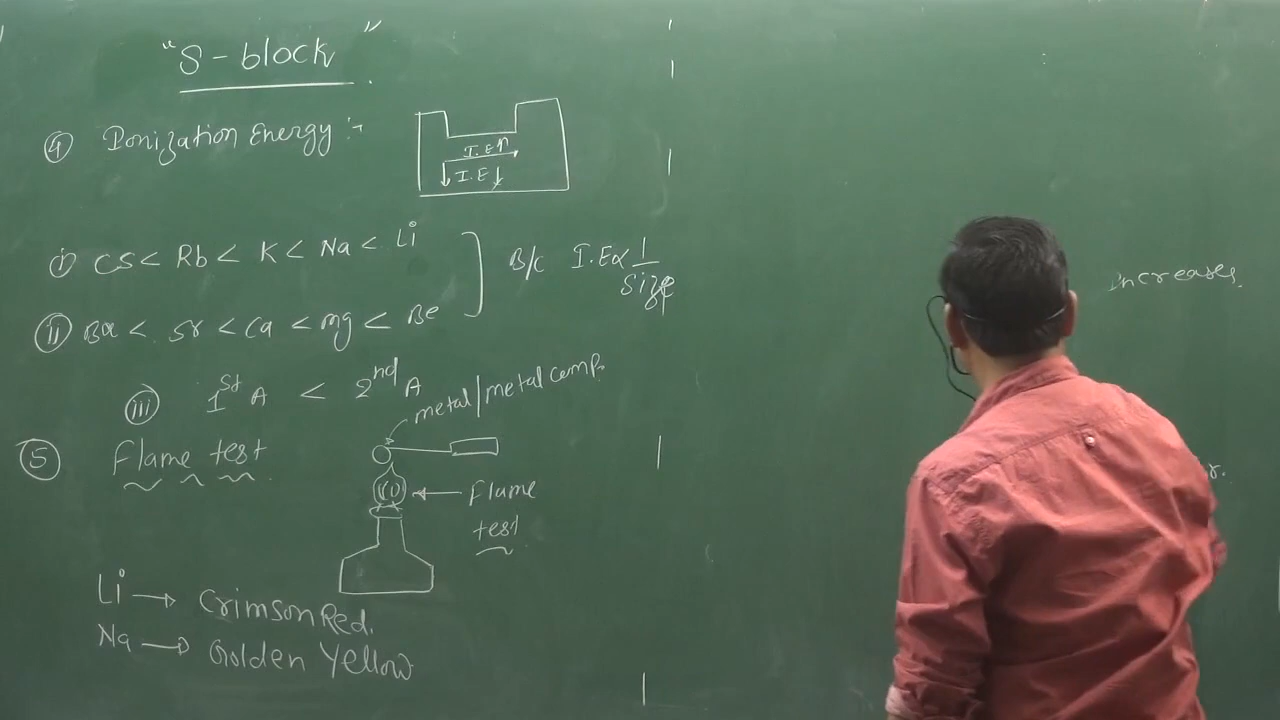 "S-block"
④ Ionization Energy :-
I.E↑
I.E↓
(i) Cs < Rb < K < Na < Li
B/c I.E ∝ 1/Size
(ii) Ba < Sr < Ca < Mg < Be
(iii) Ist A < 2nd A
metal/metal comp.
⑤ Flame test
Flame
test
Li → Crimson Red.
Na → Golden Yellow
Increases.